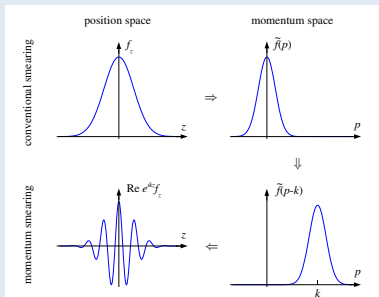 position space
momentum space
conventional smearing
f_z
z
⇒
f̃(p)
p
⇓
momentum smearing
Re e^{ikz}f_z
z
⇐
f̃(p-k)
p
k